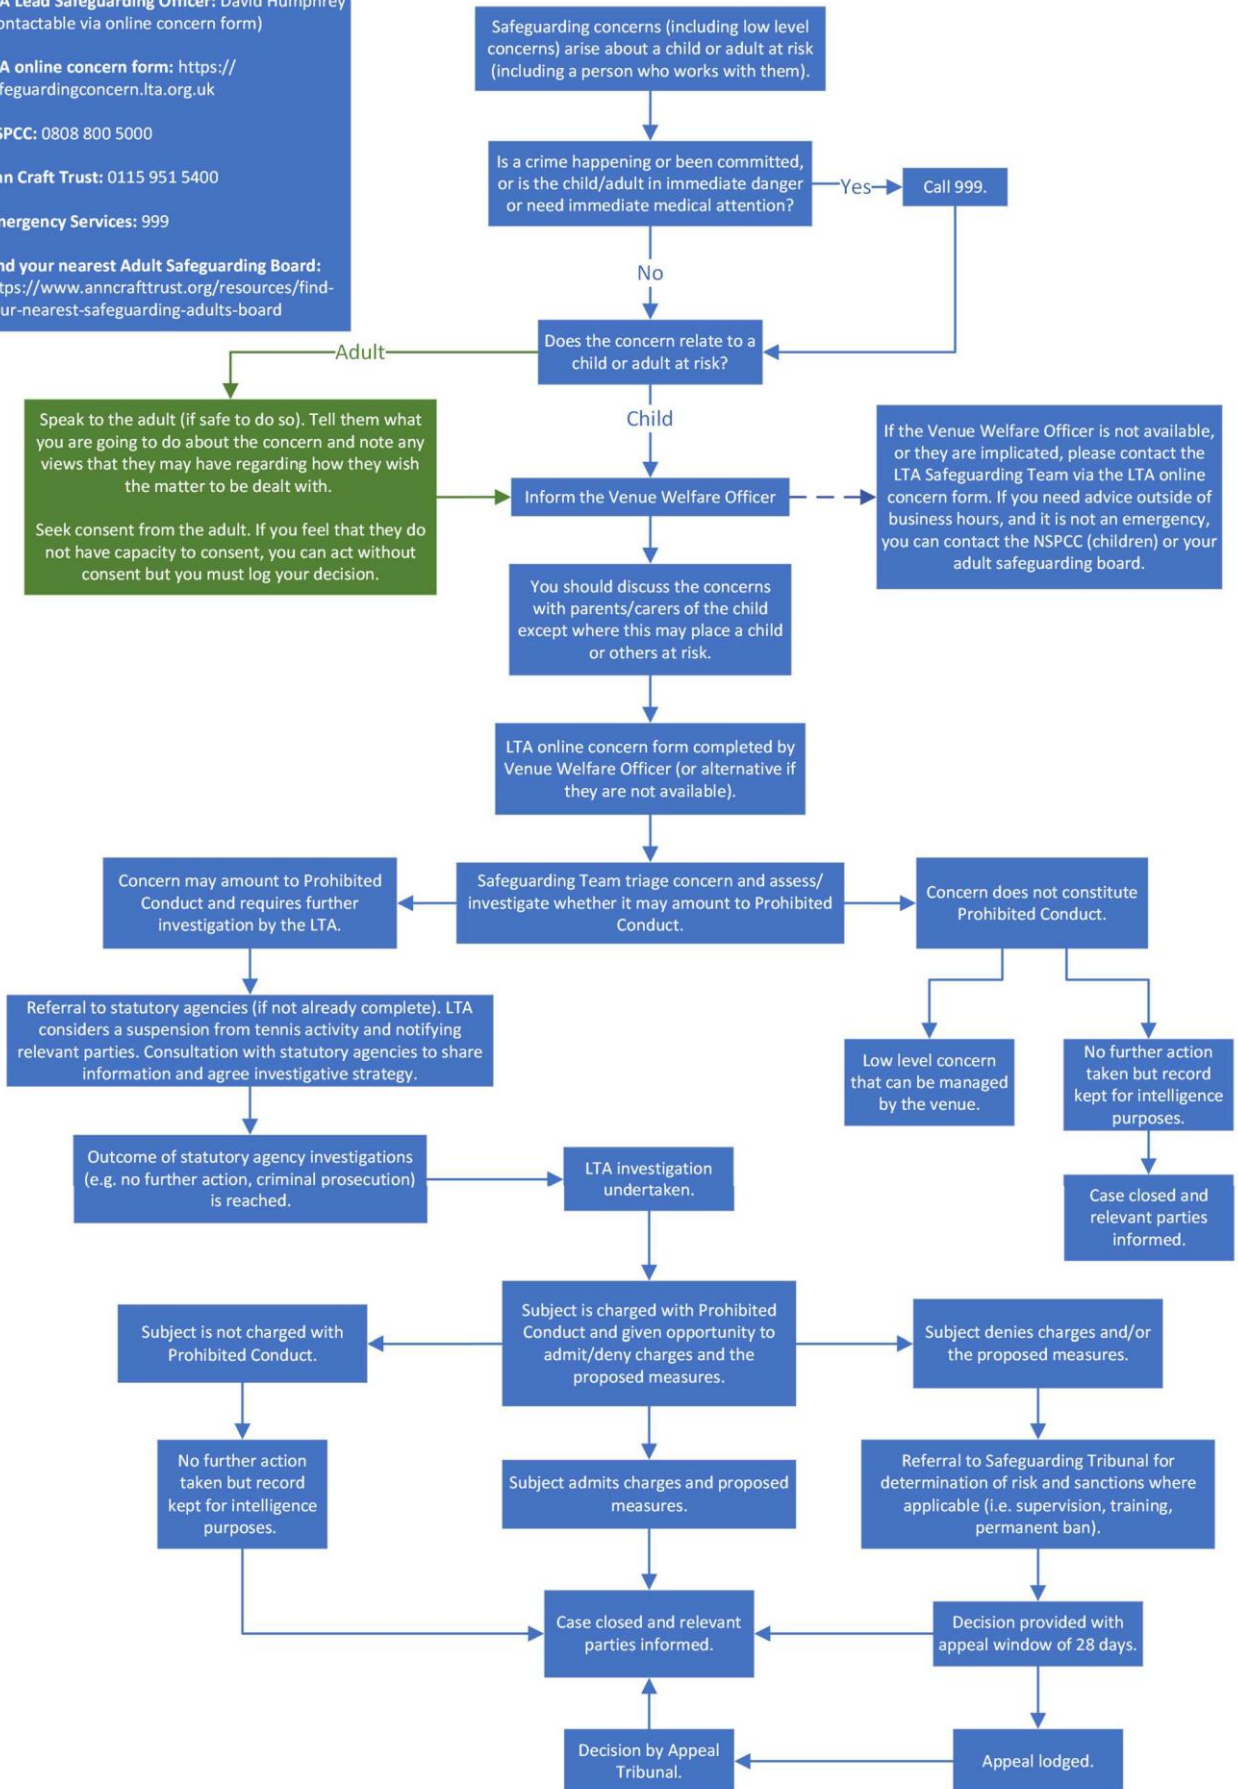 Lead Safeguarding Officer: David Humphrey
contactable via online concern form)
online concern form: https://
safeguardingconcern.lta.org.uk
NSPCC: 0808 800 5000
Ann Craft Trust: 0115 951 5400
Emergency Services: 999
Find your nearest Adult Safeguarding Board:
https://www.anncrafttrust.org/resources/find-
your-nearest-safeguarding-adults-board
Safeguarding concerns (including low level
concerns) arise about a child or adult at risk
(including a person who works with them).
Is a crime happening or been committed,
or is the child/adult in immediate danger
or need immediate medical attention?
Yes
Call 999.
No
Does the concern relate to a
child or adult at risk?
Adult
Child
Speak to the adult (if safe to do so). Tell them what
you are going to do about the concern and note any
views that they may have regarding how they wish
the matter to be dealt with.
Seek consent from the adult. If you feel that they do
not have capacity to consent, you can act without
consent but you must log your decision.
Inform the Venue Welfare Officer
If the Venue Welfare Officer is not available,
or they are implicated, please contact the
LTA Safeguarding Team via the LTA online
concern form. If you need advice outside of
business hours, and it is not an emergency,
you can contact the NSPCC (children) or your
adult safeguarding board.
You should discuss the concerns
with parents/carers of the child
except where this may place a child
or others at risk.
LTA online concern form completed by
Venue Welfare Officer (or alternative if
they are not available).
Concern may amount to Prohibited
Conduct and requires further
investigation by the LTA.
Safeguarding Team triage concern and assess/
investigate whether it may amount to Prohibited
Conduct.
Concern does not constitute
Prohibited Conduct.
Referral to statutory agencies (if not already complete). LTA
considers a suspension from tennis activity and notifying
relevant parties. Consultation with statutory agencies to share
information and agree investigative strategy.
Low level concern
that can be managed
by the venue.
No further action
taken but record
kept for intelligence
purposes.
Outcome of statutory agency investigations
(e.g. no further action, criminal prosecution)
is reached.
LTA investigation
undertaken.
Case closed and
relevant parties
informed.
Subject is not charged with
Prohibited Conduct.
Subject is charged with Prohibited
Conduct and given opportunity to
admit/deny charges and the
proposed measures.
Subject denies charges and/or
the proposed measures.
No further action
taken but record
kept for intelligence
purposes.
Subject admits charges and proposed
measures.
Referral to Safeguarding Tribunal for
determination of risk and sanctions where
applicable (i.e. supervision, training,
permanent ban).
Case closed and relevant
parties informed.
Decision provided with
appeal window of 28 days.
Decision by Appeal
Tribunal.
Appeal lodged.